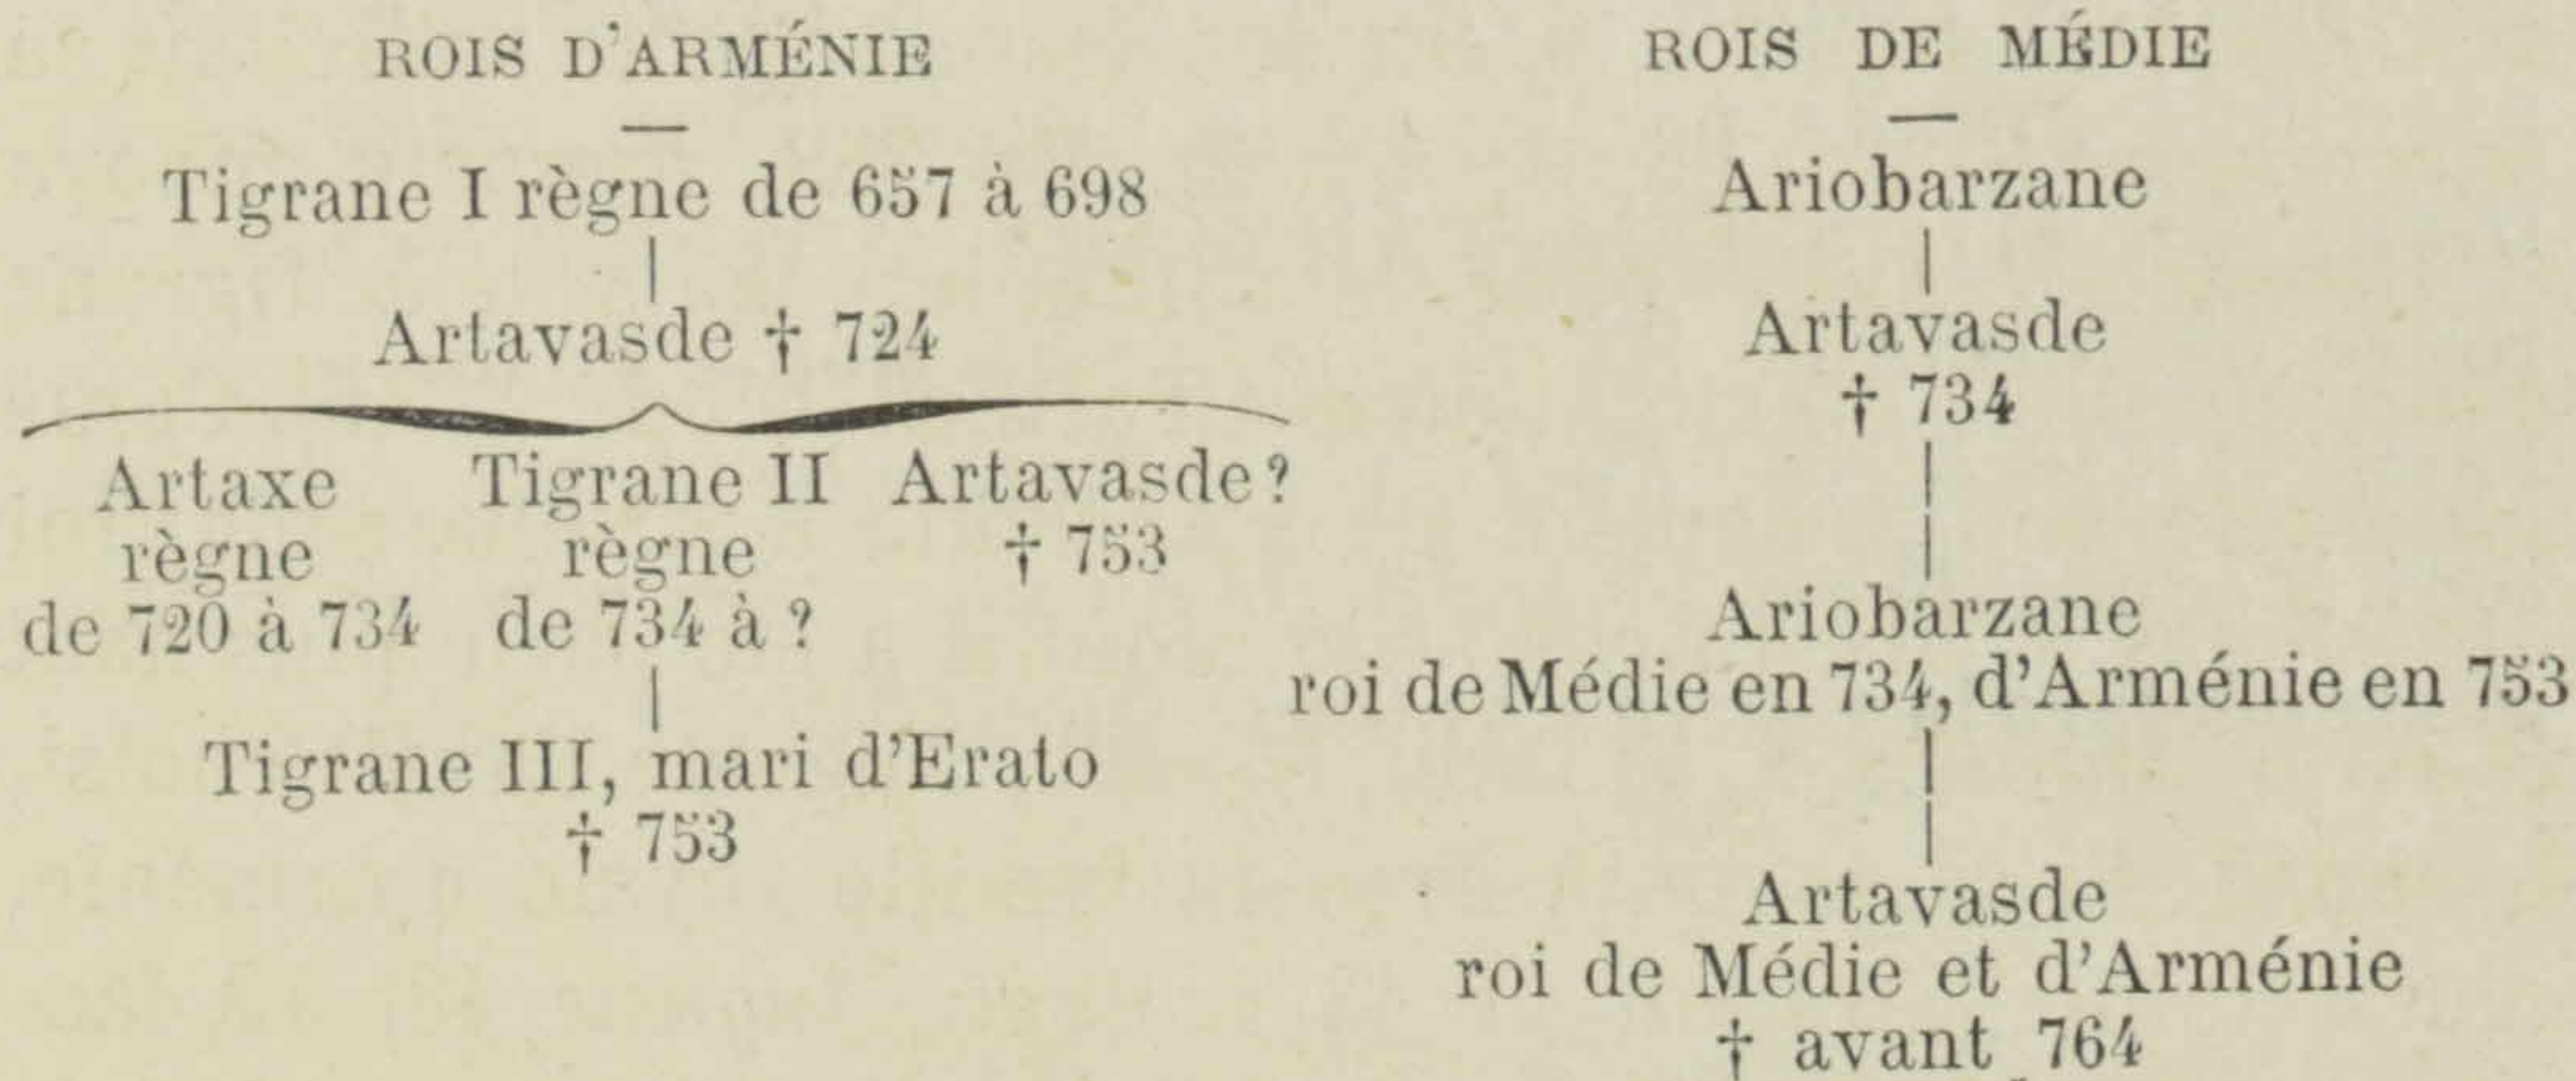 ROIS D'ARMÉNIE
Tigrane I règne de 657 à 698
Artavasde † 724
Artaxe
règne
de 720 à 734
Tigrane II
règne
de 734 à ?
Artavasde ?
† 753
Tigrane III, mari d'Erato
† 753
ROIS DE MÉDIE
Ariobarzane
Artavasde
† 734
Ariobarzane
roi de Médie en 734, d'Arménie en 753
Artavasde
roi de Médie et d'Arménie
† avant 764